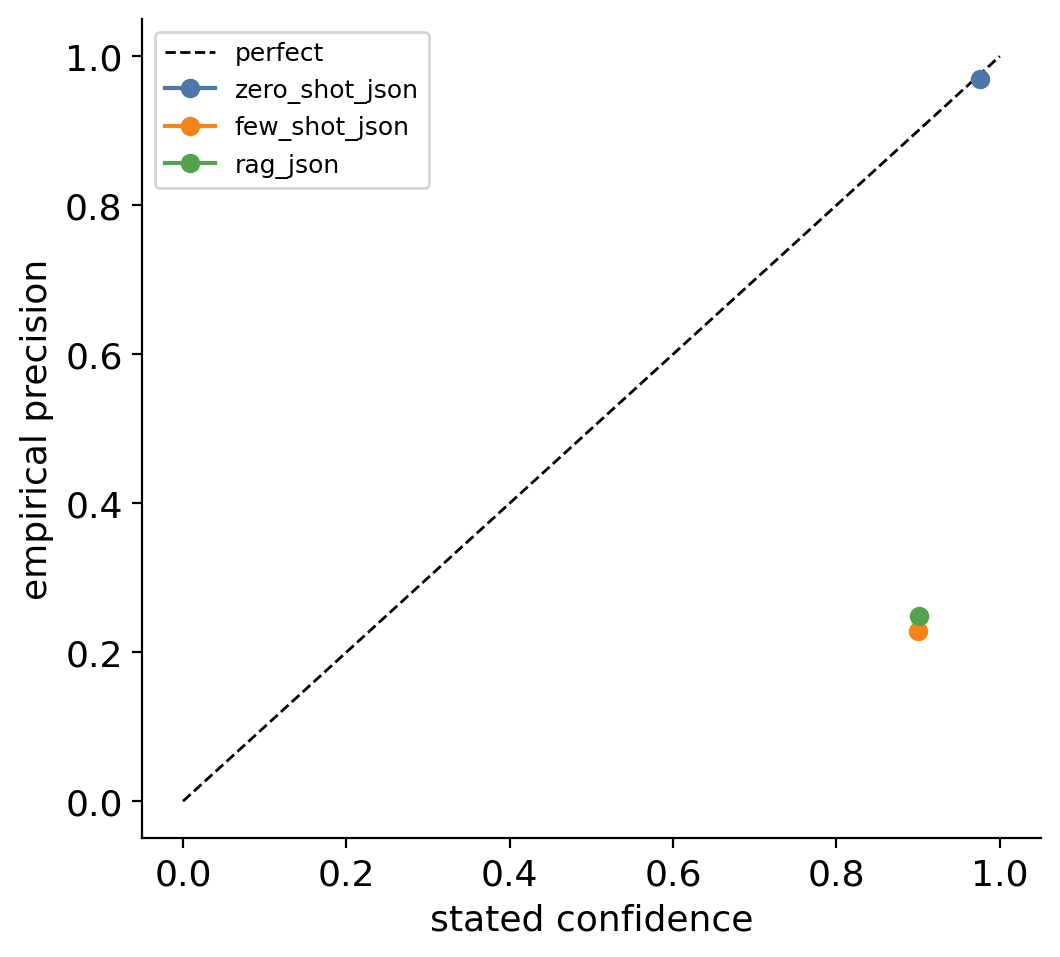 perfect
zero_shot_json
few_shot_json
rag_json
1.0
0.8
0.6
0.4
0.2
0.0
empirical precision
0.0 0.2 0.4 0.6 0.8 1.0
stated confidence